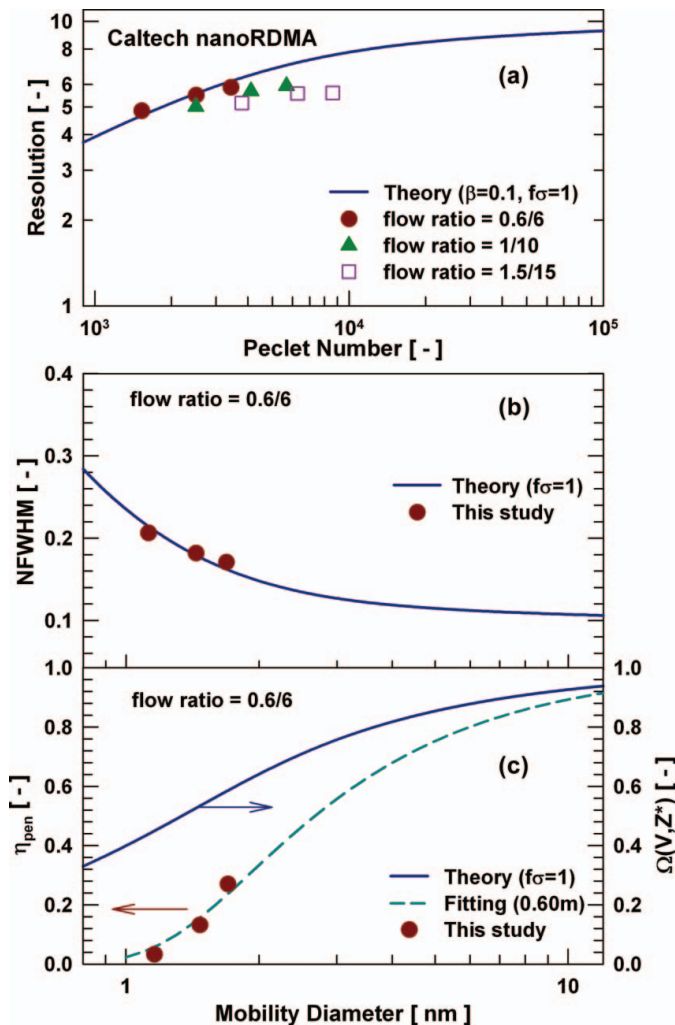 Caltech nanoRDMA
(a)
Resolution [ - ]
10
8
6
5
4
2
1
Theory (β=0.1, fσ=1)
flow ratio = 0.6/6
flow ratio = 1/10
flow ratio = 1.5/15
10³
10⁴
10⁵
Peclet Number [ - ]
flow ratio = 0.6/6
(b)
NFWHM [ - ]
0.4
0.3
0.2
0.1
Theory (fσ=1)
This study
flow ratio = 0.6/6
(c)
η_pen [ - ]
1.0
0.8
0.6
0.4
0.2
0.0
1.0
0.8
0.6
0.4
0.2
0.0
Ω(V,Z*) [ - ]
Theory (fσ=1)
Fitting (0.60m)
This study
1
10
Mobility Diameter [ nm ]